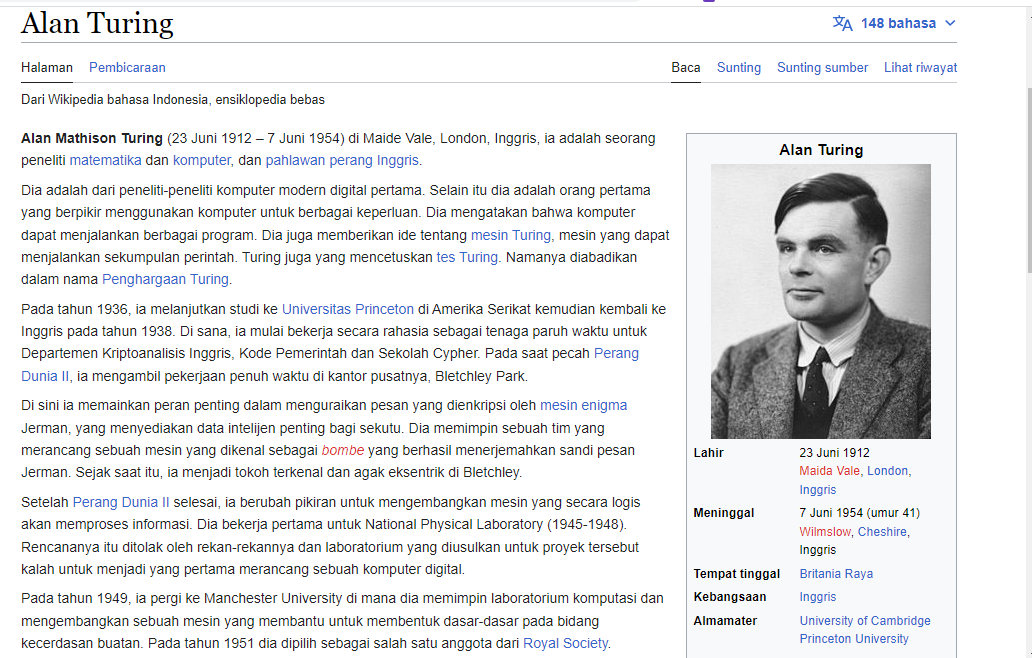 Alan Turing
148 bahasa
Halaman Pembicaraan Baca Sunting Sunting sumber Lihat riwayat
Dari Wikipedia bahasa Indonesia, ensiklopedia bebas
Alan Mathison Turing (23 Juni 1912 – 7 Juni 1954) di Maide Vale, London, Inggris, ia adalah seorang
peneliti matematika dan komputer, dan pahlawan perang Inggris.
Dia adalah dari peneliti-peneliti komputer modern digital pertama. Selain itu dia adalah orang pertama
yang berpikir menggunakan komputer untuk berbagai keperluan. Dia mengatakan bahwa komputer
dapat menjalankan berbagai program. Dia juga memberikan ide tentang mesin Turing, mesin yang dapat
menjalankan sekumpulan perintah. Turing juga yang mencetuskan tes Turing. Namanya diabadikan
dalam nama Penghargaan Turing.
Pada tahun 1936, ia melanjutkan studi ke Universitas Princeton di Amerika Serikat kemudian kembali ke
Inggris pada tahun 1938. Di sana, ia mulai bekerja secara rahasia sebagai tenaga paruh waktu untuk
Departemen Kriptoanalisis Inggris, Kode Pemerintah dan Sekolah Cypher. Pada saat pecah Perang
Dunia II, ia mengambil pekerjaan penuh waktu di kantor pusatnya, Bletchley Park.
Di sini ia memainkan peran penting dalam menguraikan pesan yang dienkripsi oleh mesin enigma
Jerman, yang menyediakan data intelijen penting bagi sekutu. Dia memimpin sebuah tim yang
merancang sebuah mesin yang dikenal sebagai bombe yang berhasil menerjemahkan sandi pesan
Jerman. Sejak saat itu, ia menjadi tokoh terkenal dan agak eksentrik di Bletchley.
Setelah Perang Dunia II selesai, ia berubah pikiran untuk mengembangkan mesin yang secara logis
akan memproses informasi. Dia bekerja pertama untuk National Physical Laboratory (1945-1948).
Rencananya itu ditolak oleh rekan-rekannya dan laboratorium yang diusulkan untuk proyek tersebut
kalah untuk menjadi yang pertama merancang sebuah komputer digital.
Pada tahun 1949, ia pergi ke Manchester University di mana dia memimpin laboratorium komputasi dan
mengembangkan sebuah mesin yang membantu untuk membentuk dasar-dasar pada bidang
kecerdasan buatan. Pada tahun 1951 dia dipilih sebagai salah satu anggota dari Royal Society.
Alan Turing
Lahir 23 Juni 1912
Maida Vale, London,
Inggris
Meninggal 7 Juni 1954 (umur 41)
Wilmslow, Cheshire,
Inggris
Tempat tinggal Britania Raya
Kebangsaan Inggris
Almamater University of Cambridge
Princeton University